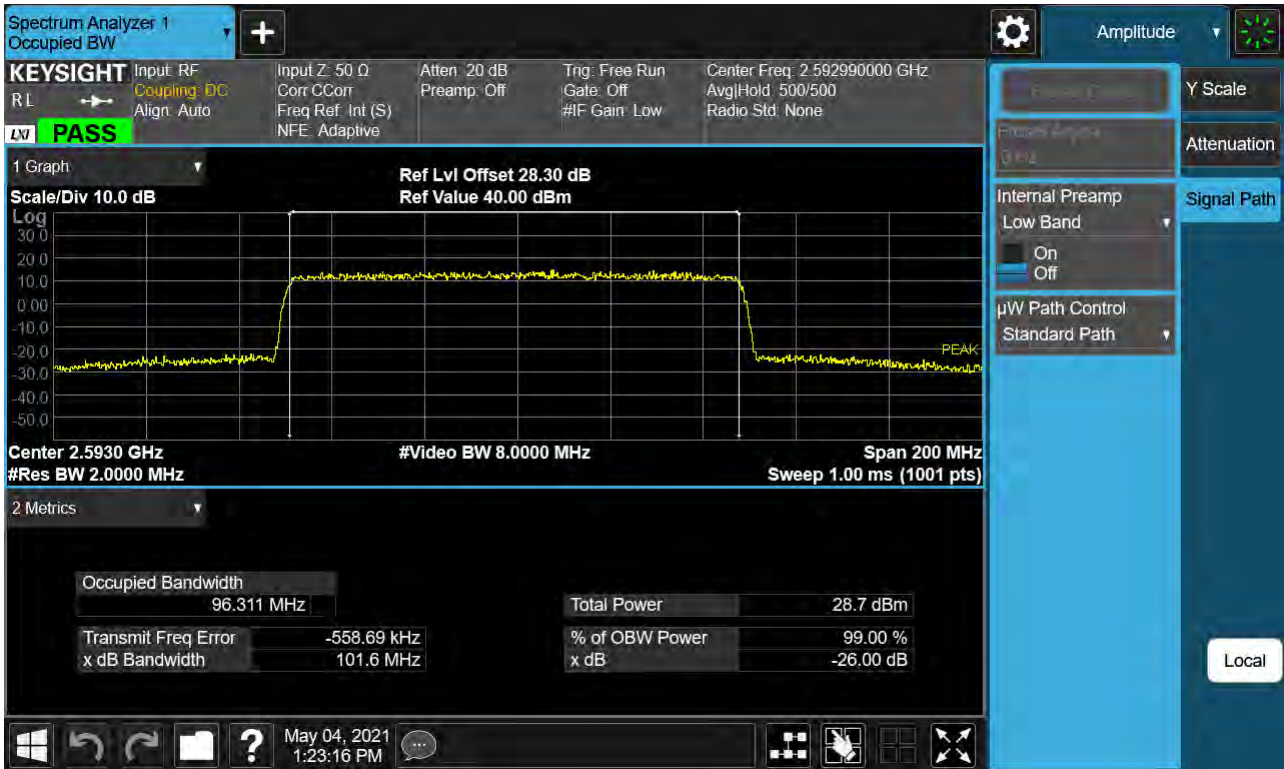 Spectrum Analyzer 1
Occupied BW
Amplitude
KEYSIGHT
RL
LXI
PASS
Input: RF
Coupling: DC
Align: Auto
Input Z: 50 Ω
Corr CCorr
Freq Ref: Int (S)
NFE: Adaptive
Atten: 20 dB
Preamp: Off
Trig: Free Run
Gate: Off
#IF Gain: Low
Center Freq: 2.592990000 GHz
Avg|Hold: 500/500
Radio Std: None
1 Graph
Scale/Div 10.0 dB
Ref Lvl Offset 28.30 dB
Ref Value 40.00 dBm
Log
30.0
20.0
10.0
0.00
-10.0
-20.0
-30.0
-40.0
-50.0
PEAK
Center 2.5930 GHz
#Video BW 8.0000 MHz
Span 200 MHz
#Res BW 2.0000 MHz
Sweep 1.00 ms (1001 pts)
2 Metrics
Occupied Bandwidth
96.311 MHz
Total Power 28.7 dBm
Transmit Freq Error -558.69 kHz
% of OBW Power 99.00 %
x dB Bandwidth 101.6 MHz
x dB -26.00 dB
Internal Preamp
Low Band
On
Off
µW Path Control
Standard Path
Y Scale
Attenuation
Signal Path
Local
?
May 04, 2021
1:23:16 PM